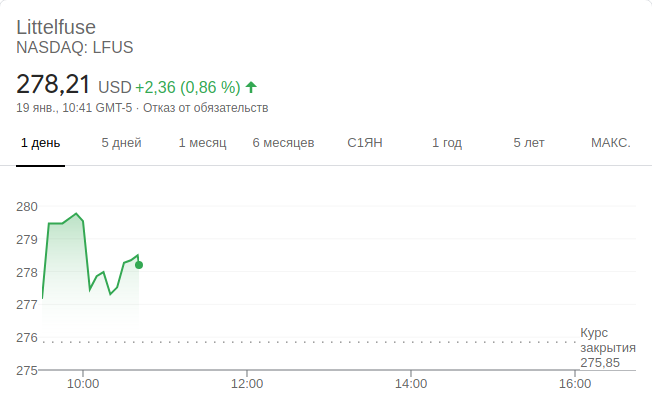 Littelfuse
NASDAQ: LFUS
278,21 USD +2,36 (0,86 %)
19 янв., 10:41 GMT-5 · Отказ от обязательств
1 день 5 дней 1 месяц 6 месяцев С1ЯН 1 год 5 лет МАКС.
280
279
278
277
276
275
Курс
закрытия
275,85
10:00 12:00 14:00 16:00